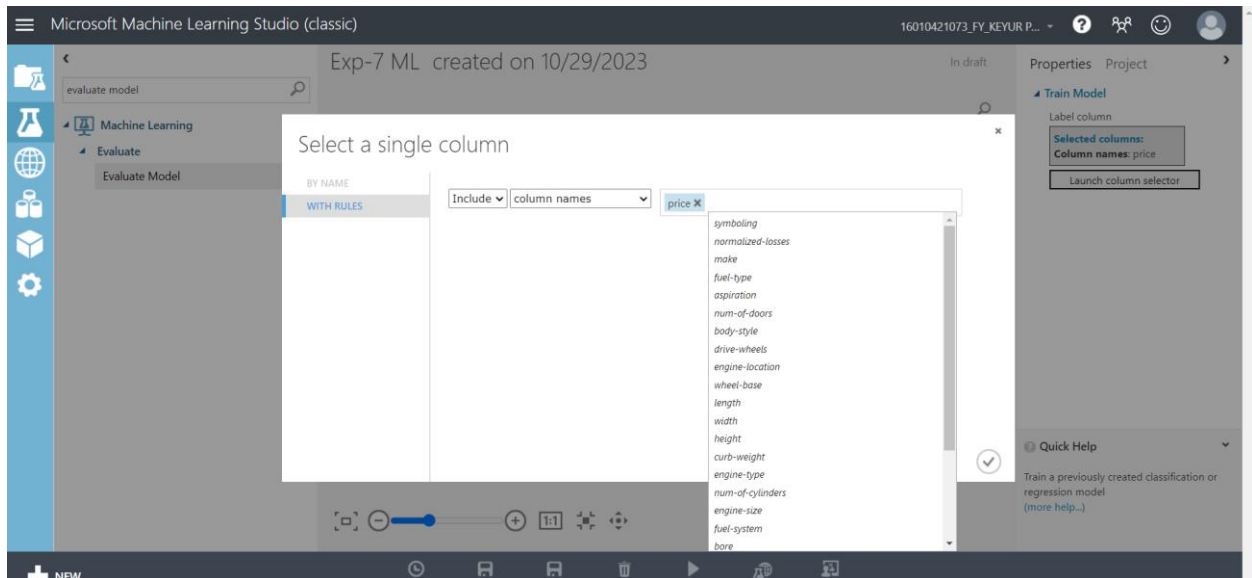 Microsoft Machine Learning Studio (classic)
16010421073_FY_KEYUR P...
?
evaluate model
Machine Learning
Evaluate
Evaluate Model
Exp-7 ML created on 10/29/2023
In draft
Select a single column
×
BY NAME
WITH RULES
Include
column names
price ×
symboling
normalized-losses
make
fuel-type
aspiration
num-of-doors
body-style
drive-wheels
engine-location
wheel-base
length
width
height
curb-weight
engine-type
num-of-cylinders
engine-size
fuel-system
bore
1:1
Properties Project
Train Model
Label column
Selected columns:
Column names: price
Launch column selector
Quick Help
Train a previously created classification or
regression model
(more help...)
NEW